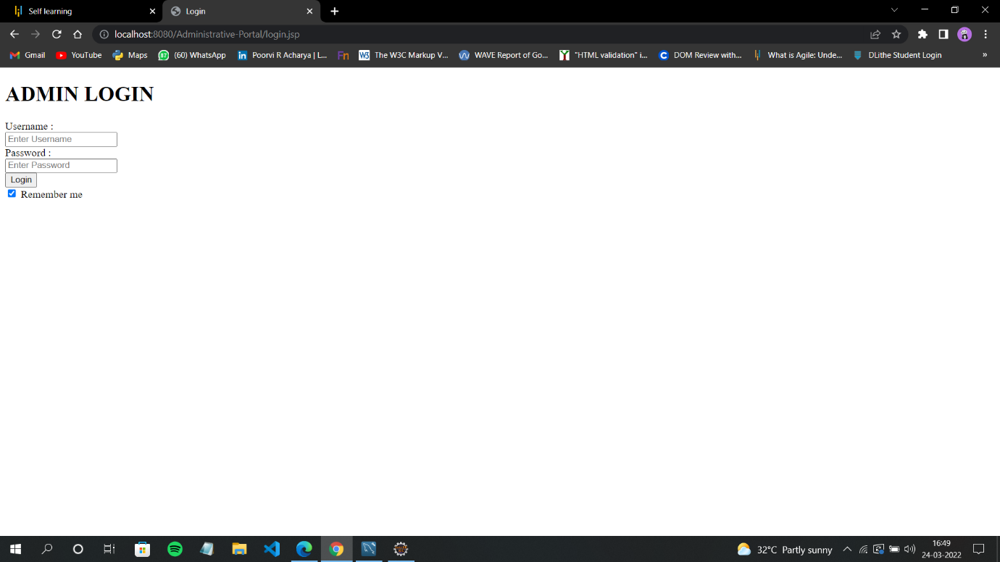 Self learning
Login
localhost:8080/Administrative-Portal/login.jsp
Gmail
YouTube
Maps
(60) WhatsApp
Poorvi R Acharya | L...
Fn
W3 The W3C Markup V...
WAVE Report of Go...
"HTML validation" i...
DOM Review with...
What is Agile: Unde...
DLithe Student Login
»
ADMIN LOGIN
Username :
Enter Username
Password :
Enter Password
Login
Remember me
32°C Partly sunny
16:49
24-03-2022